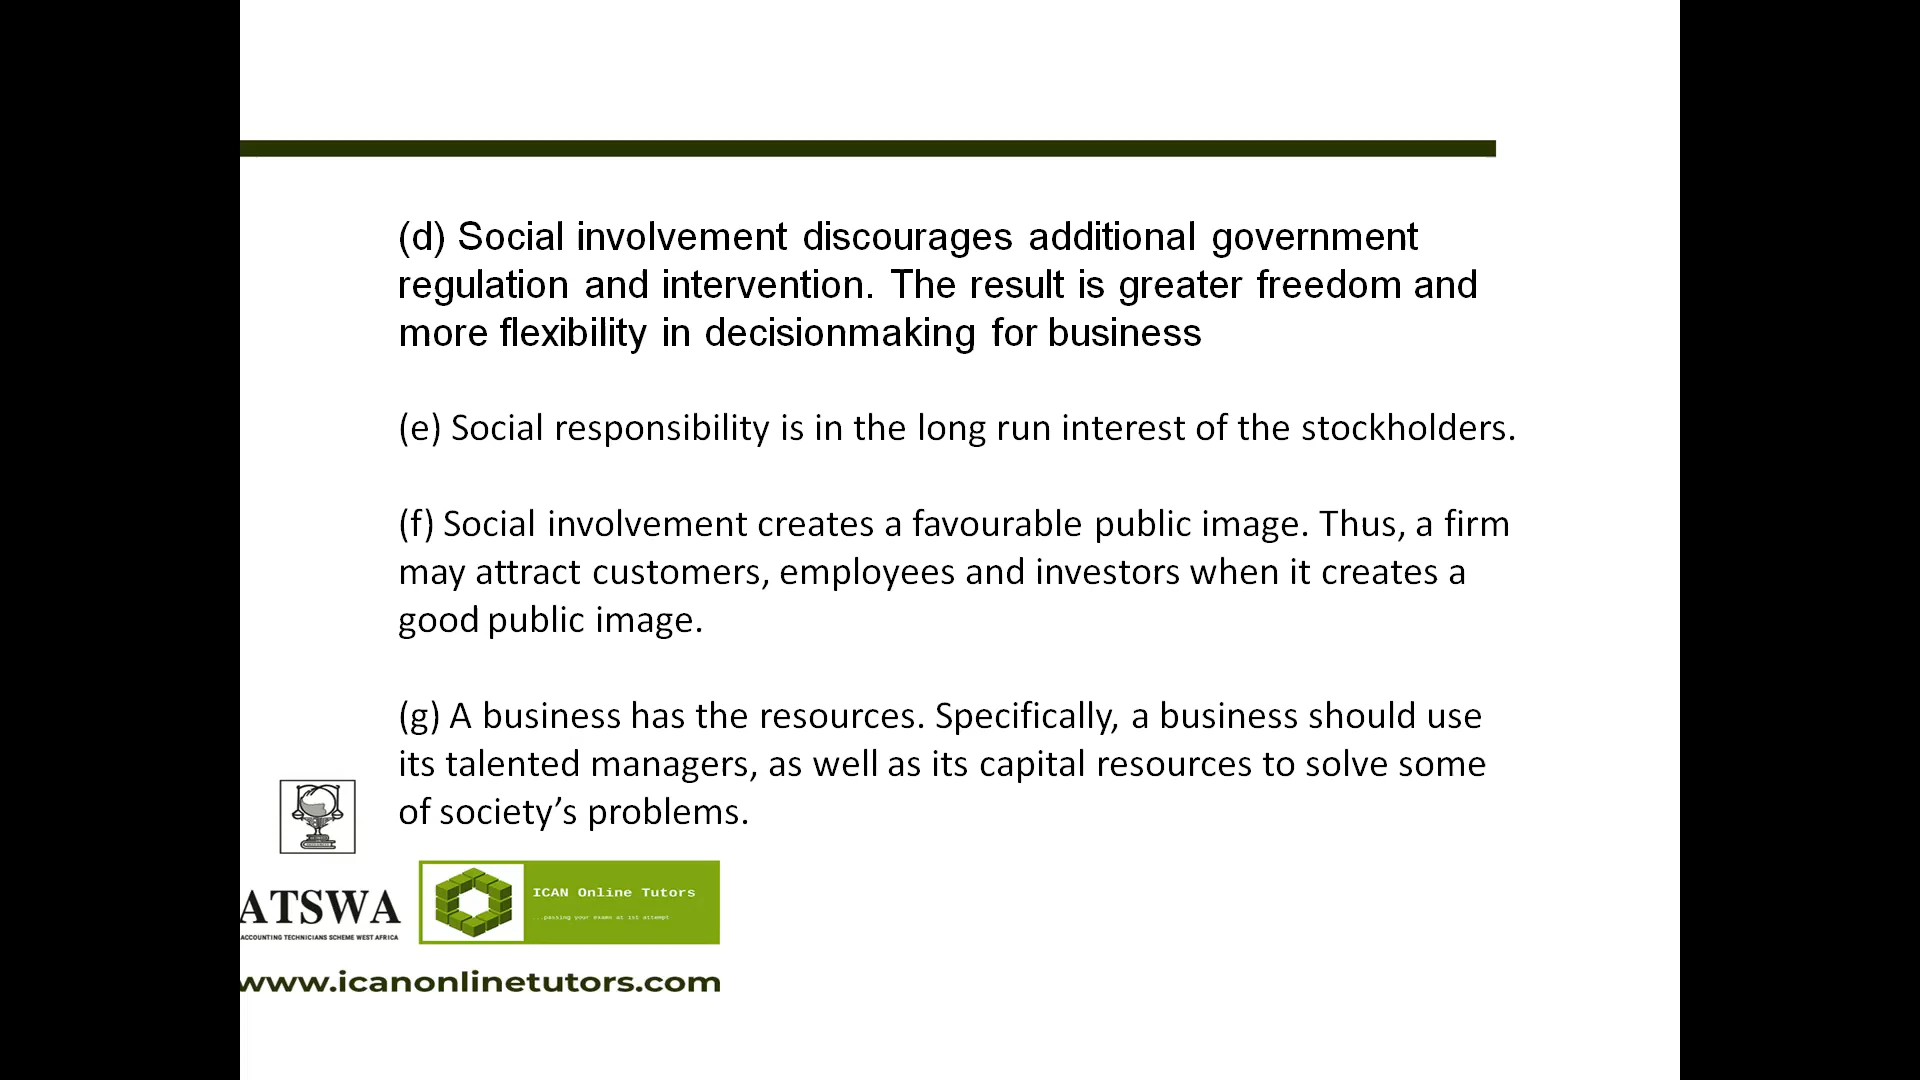 (d) Social involvement discourages additional government
regulation and intervention. The result is greater freedom and
more flexibility in decisionmaking for business
(e) Social responsibility is in the long run interest of the stockholders.
(f) Social involvement creates a favourable public image. Thus, a firm
may attract customers, employees and investors when it creates a
good public image.
(g) A business has the resources. Specifically, a business should use
its talented managers, as well as its capital resources to solve some
of society’s problems.
ATSWA
ACCOUNTING TECHNICIANS SCHEME WEST AFRICA
ICAN Online Tutors
...passing your exams at 1st attempt
www.icanonlinetutors.com